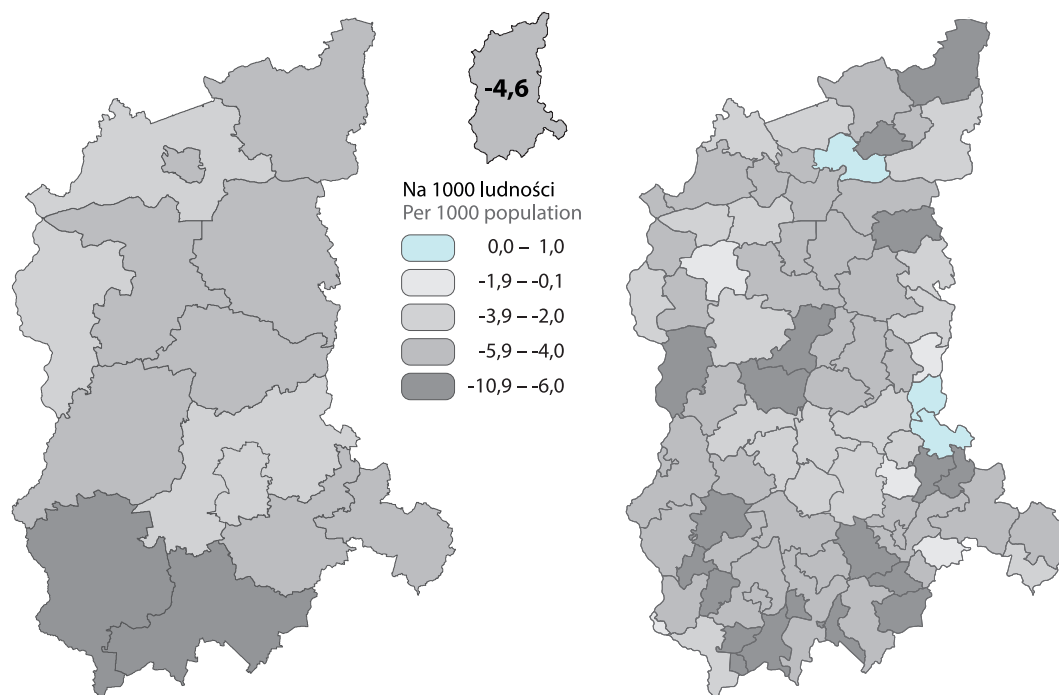 -4,6
Na 1000 ludności
Per 1000 population
0,0 – 1,0
-1,9 – -0,1
-3,9 – -2,0
-5,9 – -4,0
-10,9 – -6,0